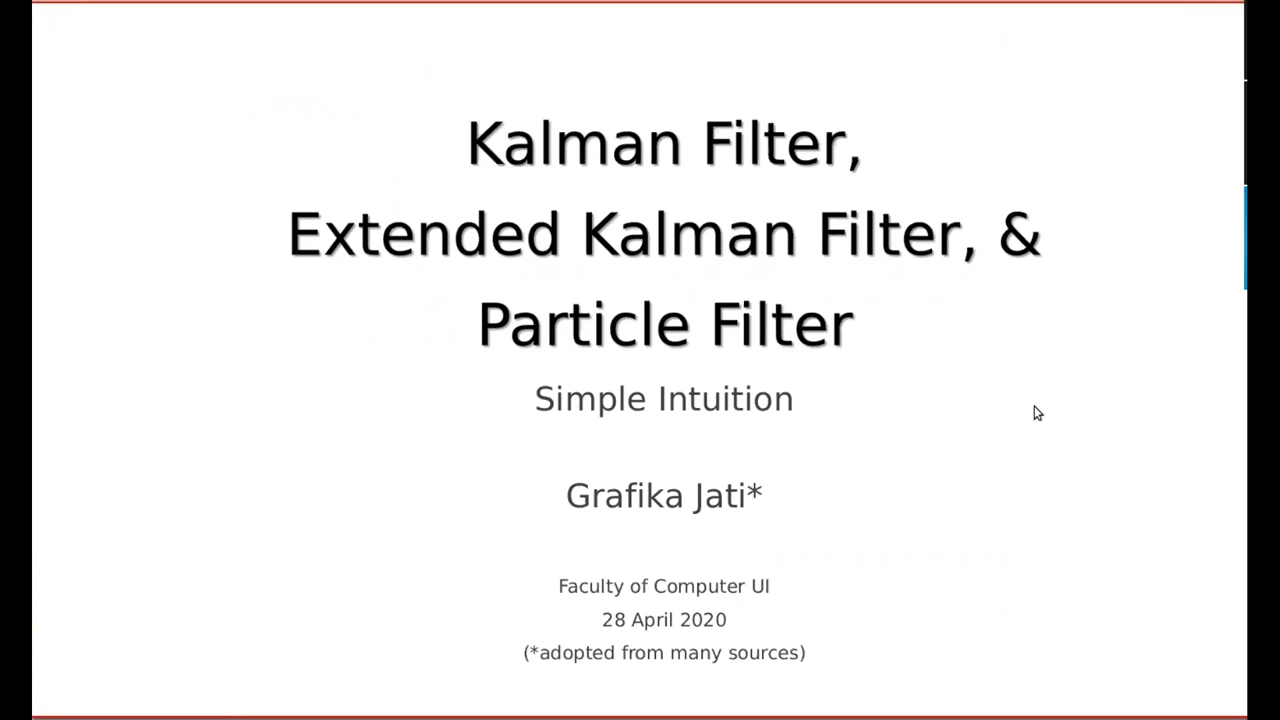 Kalman Filter,
Extended Kalman Filter, &
Particle Filter
Simple Intuition
Grafika Jati*
Faculty of Computer UI
28 April 2020
(*adopted from many sources)